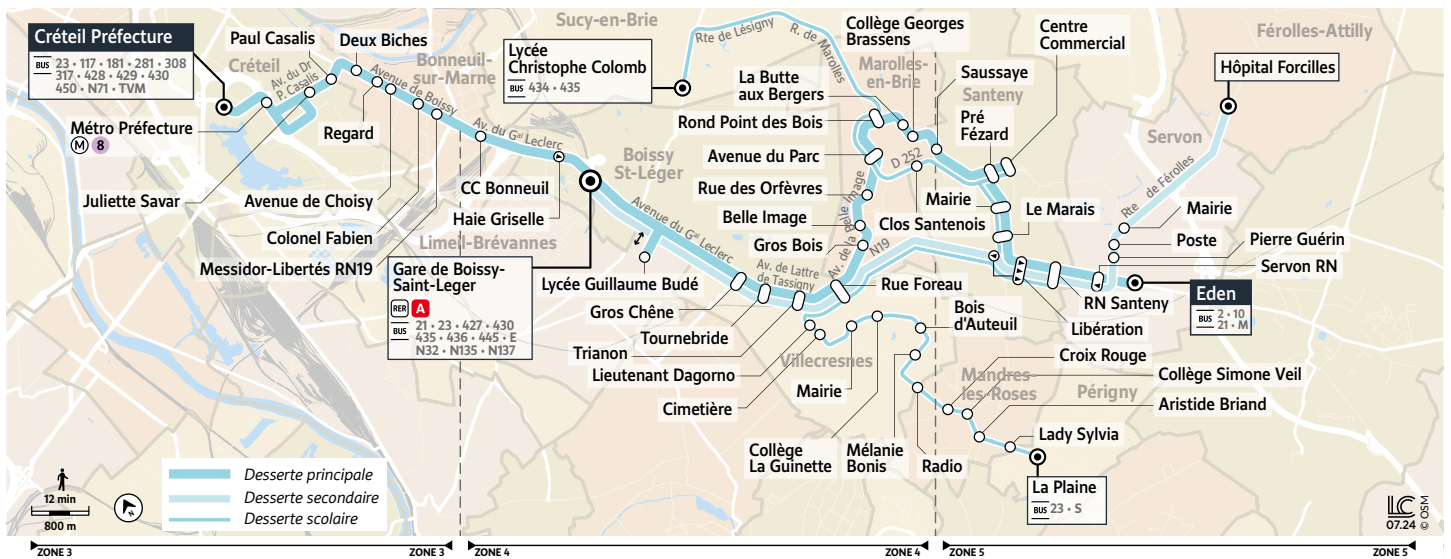 Créteil Préfecture
BUS 23 • 117 • 181 • 281 • 308
317 • 428 • 429 • 430
450 • N71 • TVM
Créteil
Av. du Dr
P. Casalis
Paul Casalis
Deux Biches
Métro Préfecture
M 8
Juliette Savar
Regard
Avenue de Choisy
Colonel Fabien
Messidor-Libertés RN19
Bonneuil-
sur-Marne
Avenue de Boissy
Av. du Gal Leclerc
CC Bonneuil
Haie Griselle
Limeil-Brévannes
Gare de Boissy-
Saint-Leger
RER A
BUS 21 • 23 • 427 • 430
435 • 436 • 445 • E
N32 • N135 • N137
Sucy-en-Brie
Lycée
Christophe Colomb
BUS 434 • 435
Rte de Lésigny
R. de Marolles
Boissy
St-Léger
Avenue du Gal Leclerc
Lycée Guillaume Budé
Gros Chêne
Tournebride
Trianon
Lieutenant Dagorno
Cimetière
Av. de Lattre
de Tassigny
Av. de la Belle Image
N19
D 252
Collège Georges
Brassens
Marolles-
en-Brie
La Butte
aux Bergers
Rond Point des Bois
Avenue du Parc
Rue des Orfèvres
Belle Image
Gros Bois
Rue Foreau
Clos Santenois
Centre
Commercial
Saussaye
Santeny
Pré
Fézard
Mairie
Le Marais
Libération
RN Santeny
Servon RN
Pierre Guérin
Poste
Mairie
Rte de Férolles
Servon
Hôpital Forcilles
Férolles-Attilly
Eden
BUS 2 • 10
21 • M
Villecresnes
Mairie
Collège
La Guinette
Mélanie
Bonis
Bois
d'Auteuil
Radio
Mandres-
les-Roses
Croix Rouge
Collège Simone Veil
Périgny
Aristide Briand
Lady Sylvia
La Plaine
BUS 23 • S
12 min
800 m
Desserte principale
Desserte secondaire
Desserte scolaire
LC
07.24
© OSM
ZONE 3
ZONE 3
ZONE 4
ZONE 4
ZONE 5
ZONE 5